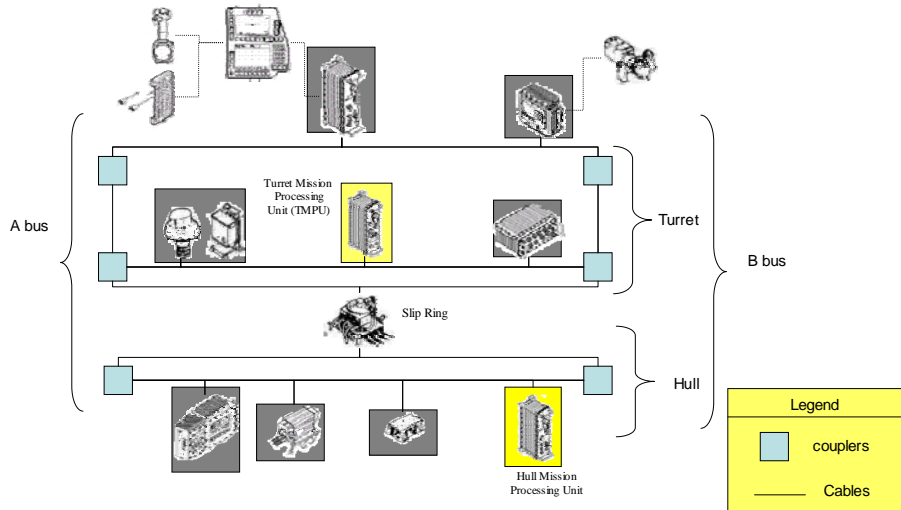 Turret Mission
Processing
Unit (TMPU)
A bus
Turret
B bus
Slip Ring
Hull
Hull Mission
Processing Unit
Legend
couplers
Cables